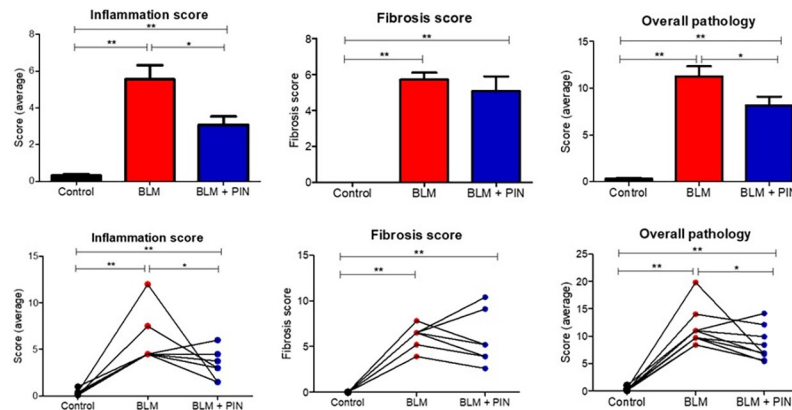 Inflammation score
**
** *
Score (average)
8
6
4
2
0
Control BLM BLM + PIN
Fibrosis score
**
**
Fibrosis score
8
6
4
2
0
Control BLM BLM + PIN
Overall pathology
**
** *
Score (average)
15
10
5
0
Control BLM BLM + PIN
Inflammation score
**
** *
Score (average)
15
10
5
0
Control BLM BLM + PIN
Fibrosis score
**
**
Fibrosis score
15
10
5
0
Control BLM BLM + PIN
Overall pathology
**
** *
Score (average)
25
20
15
10
5
0
Control BLM BLM + PIN